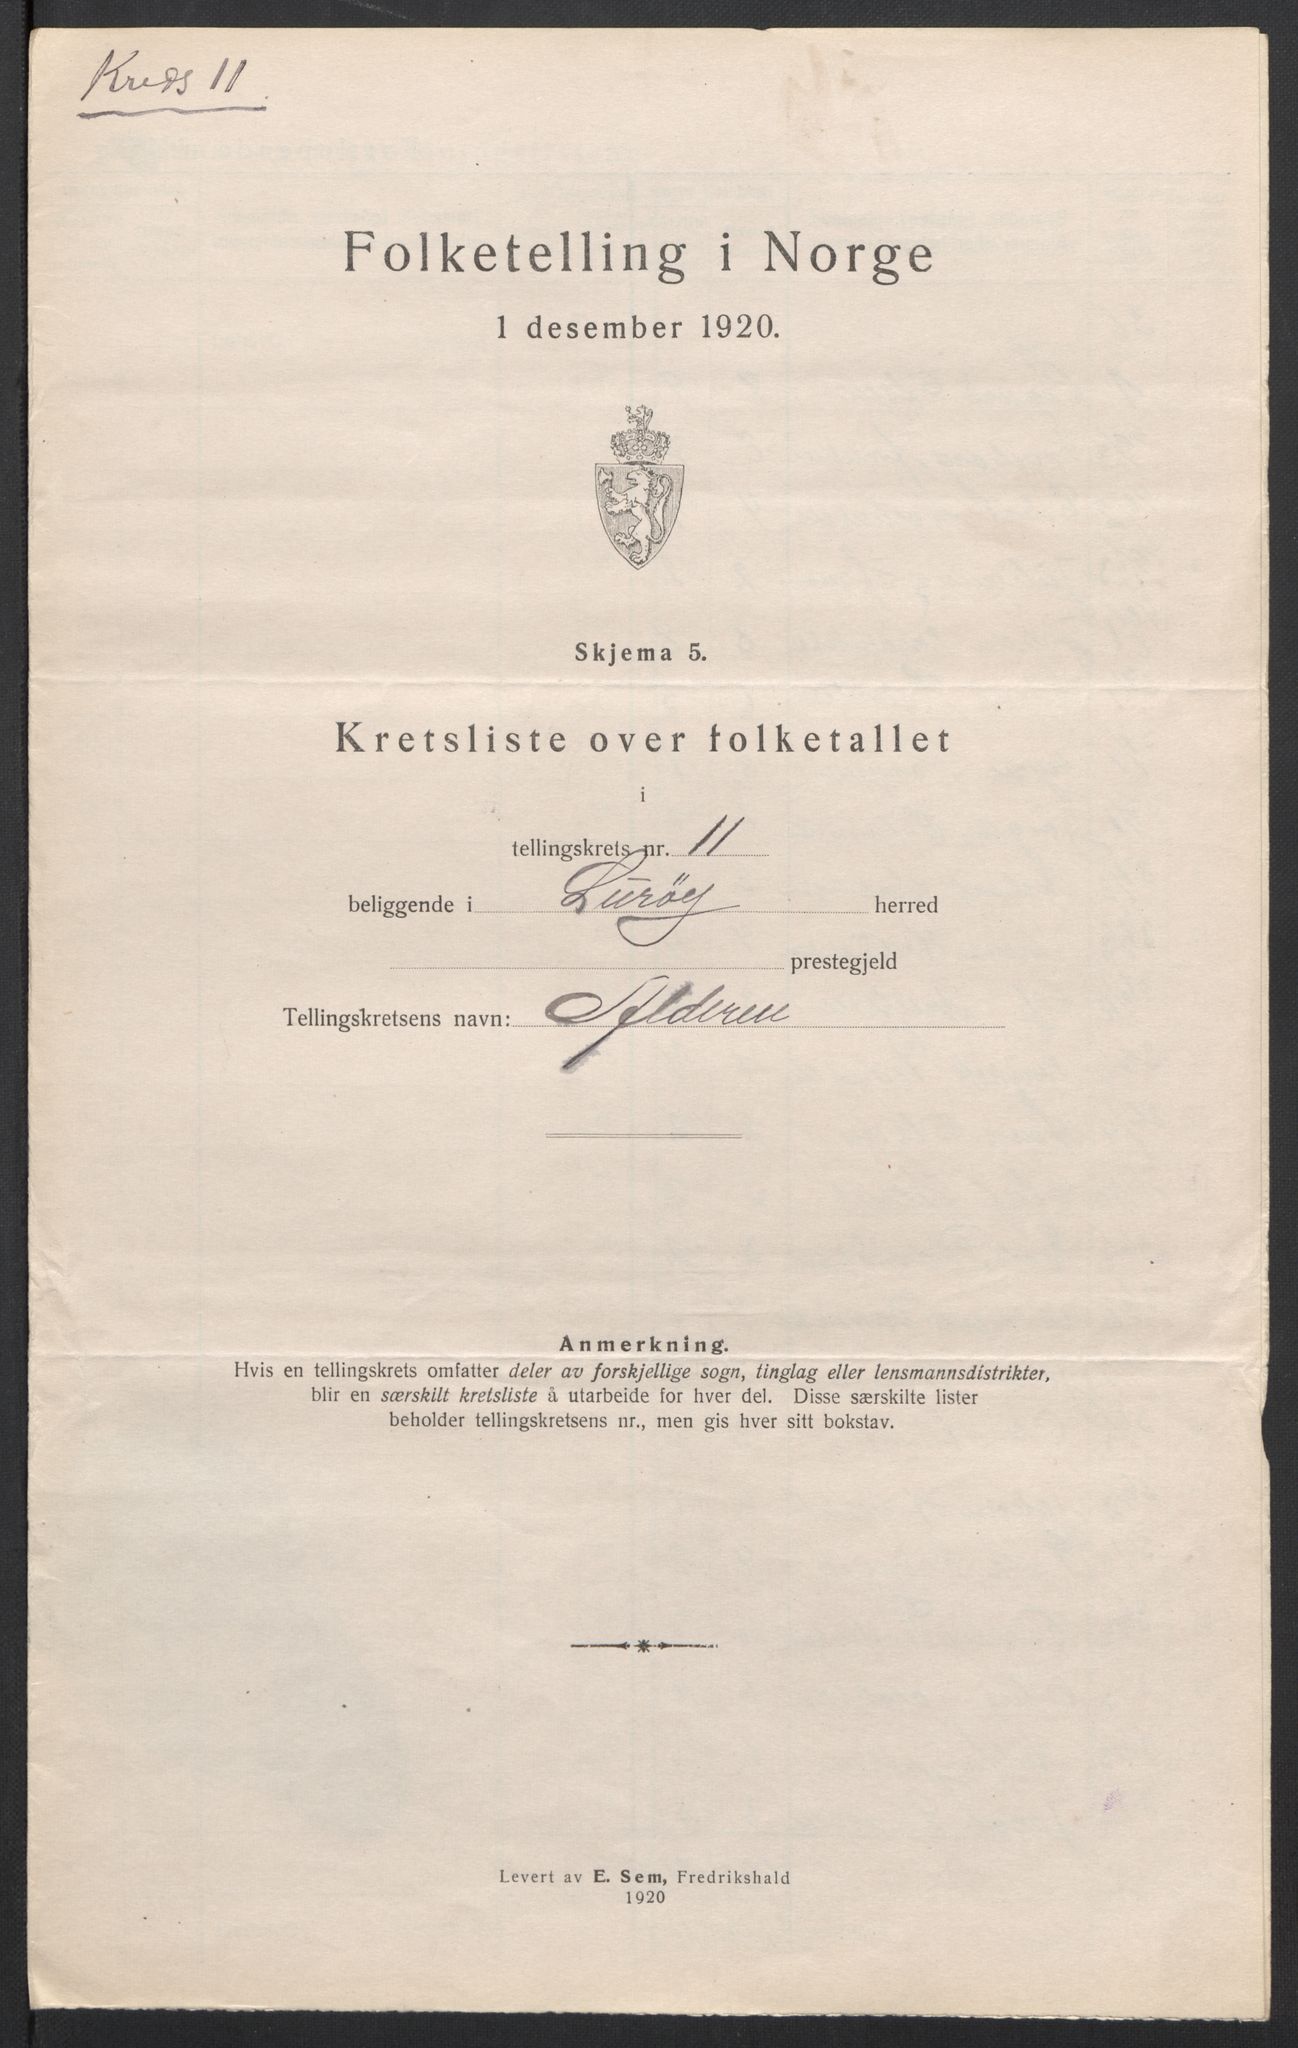 Kreds 11
Folketelling i Norge
1 desember 1920.
Skjema 5.
Kretsliste over folketallet
i
tellingskrets nr. 11
beliggende i Lurøy herred
prestegjeld
Tellingskretsens navn: Alderen
Anmerkning.
Hvis en tellingskrets omfatter deler av forskjellige sogn, tinglag eller lensmannsdistrikter,
blir en særskilt kretsliste å utarbeide for hver del. Disse særskilte lister
beholder tellingskretsens nr., men gis hver sitt bokstav.
Levert av E. Sem, Fredrikshald
1920